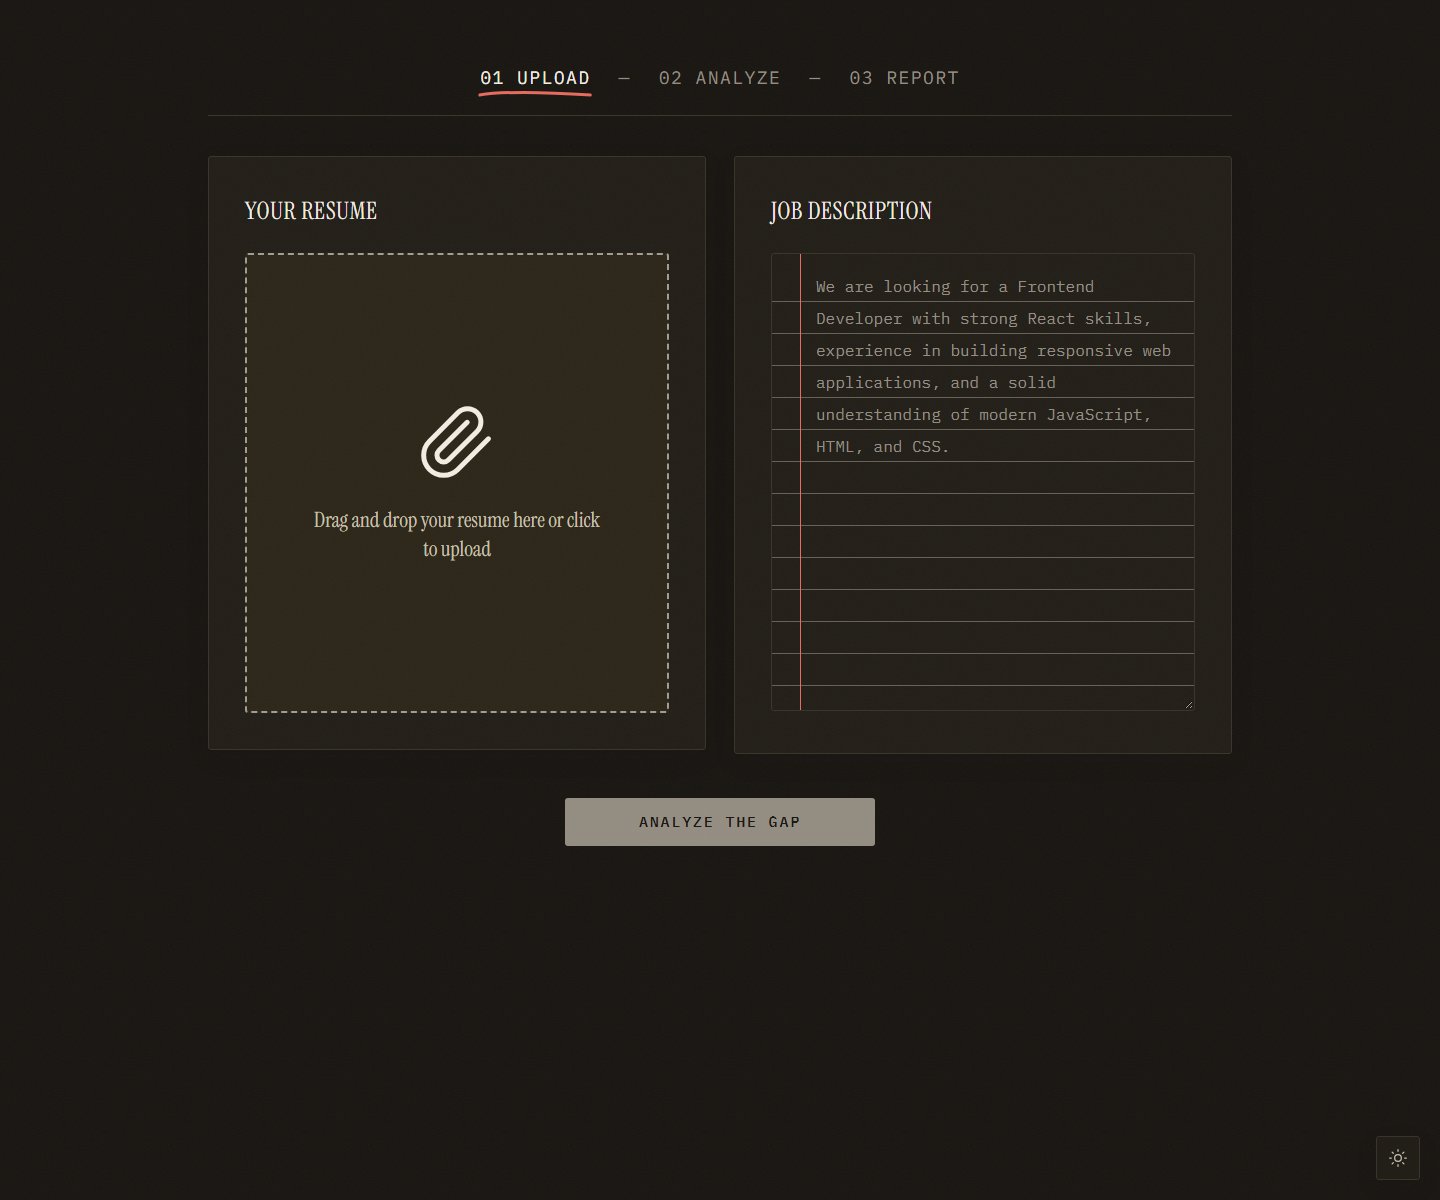 01 UPLOAD — 02 ANALYZE — 03 REPORT
YOUR RESUME
Drag and drop your resume here or click
to upload
JOB DESCRIPTION
We are looking for a Frontend
Developer with strong React skills,
experience in building responsive web
applications, and a solid
understanding of modern JavaScript,
HTML, and CSS.
ANALYZE THE GAP